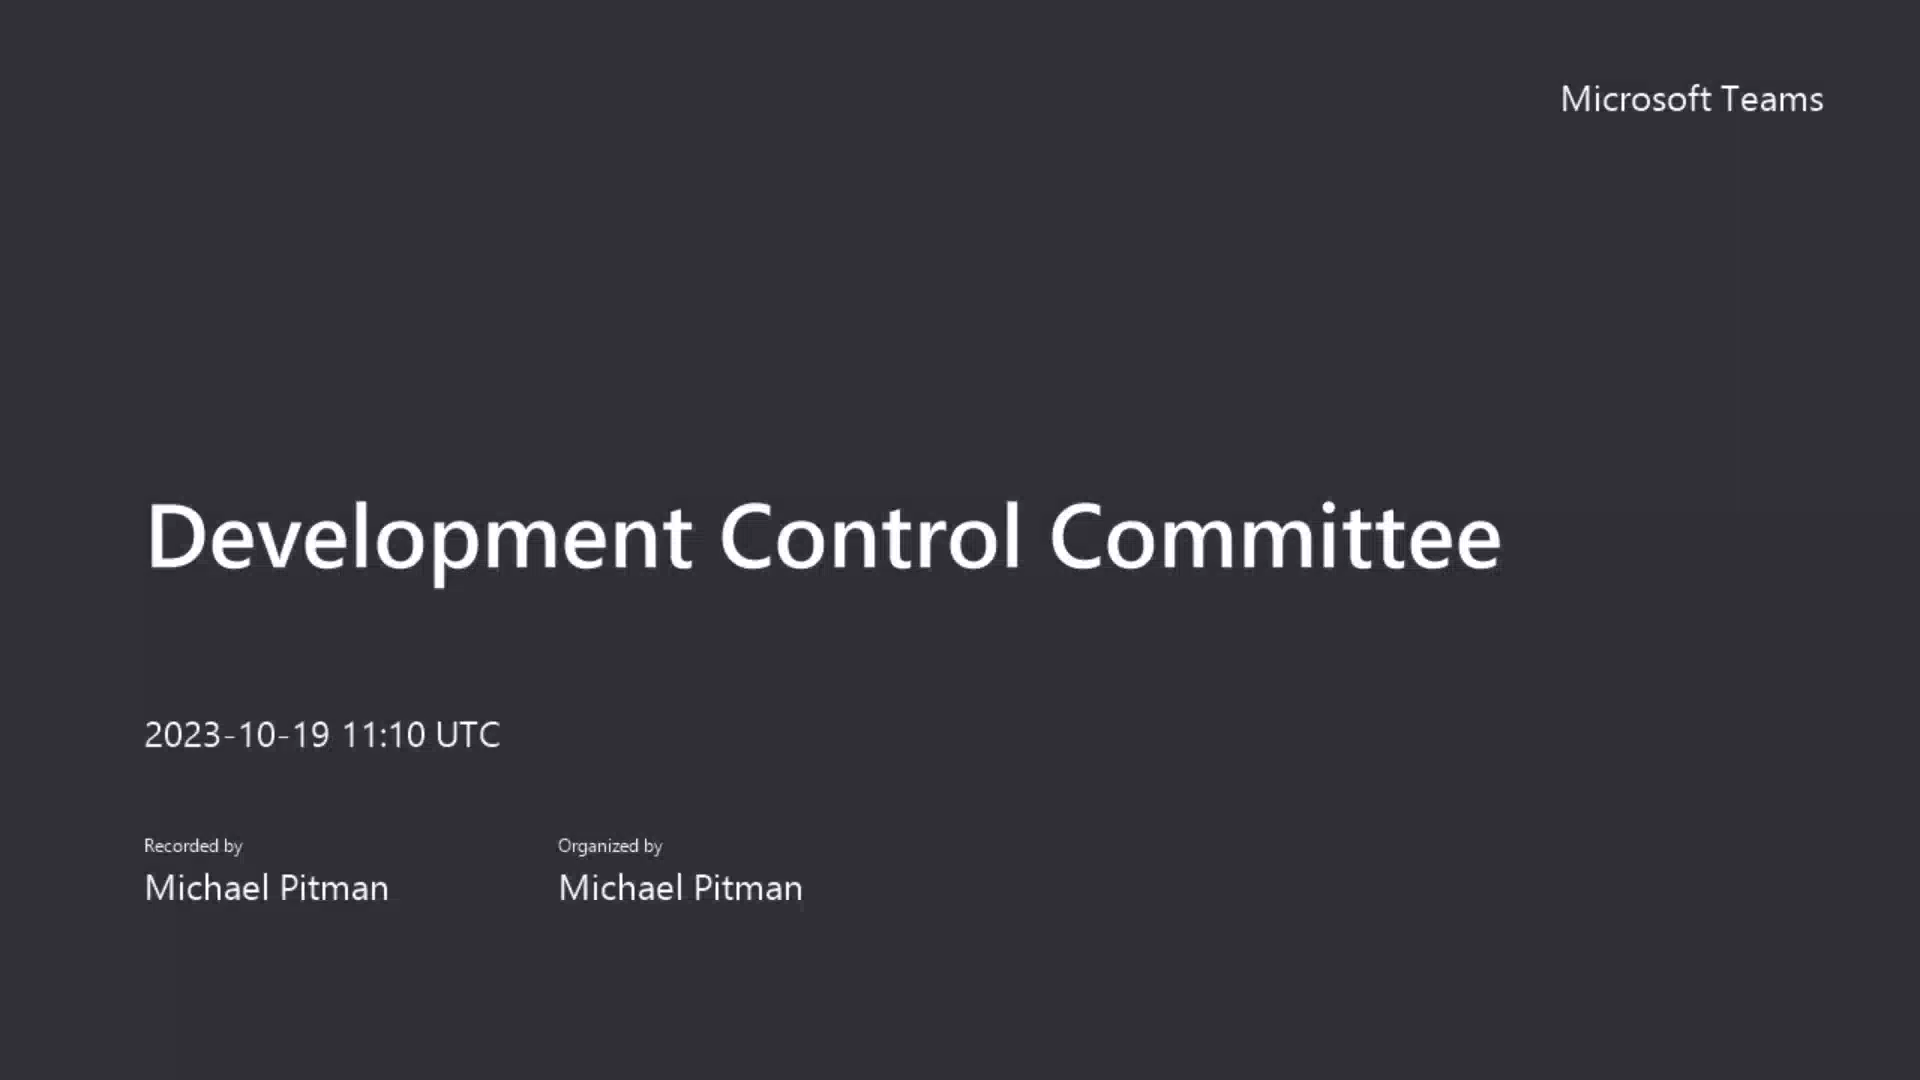 Microsoft Teams
Development Control Committee
2023-10-19 11:10 UTC
Recorded by
Michael Pitman
Organized by
Michael Pitman